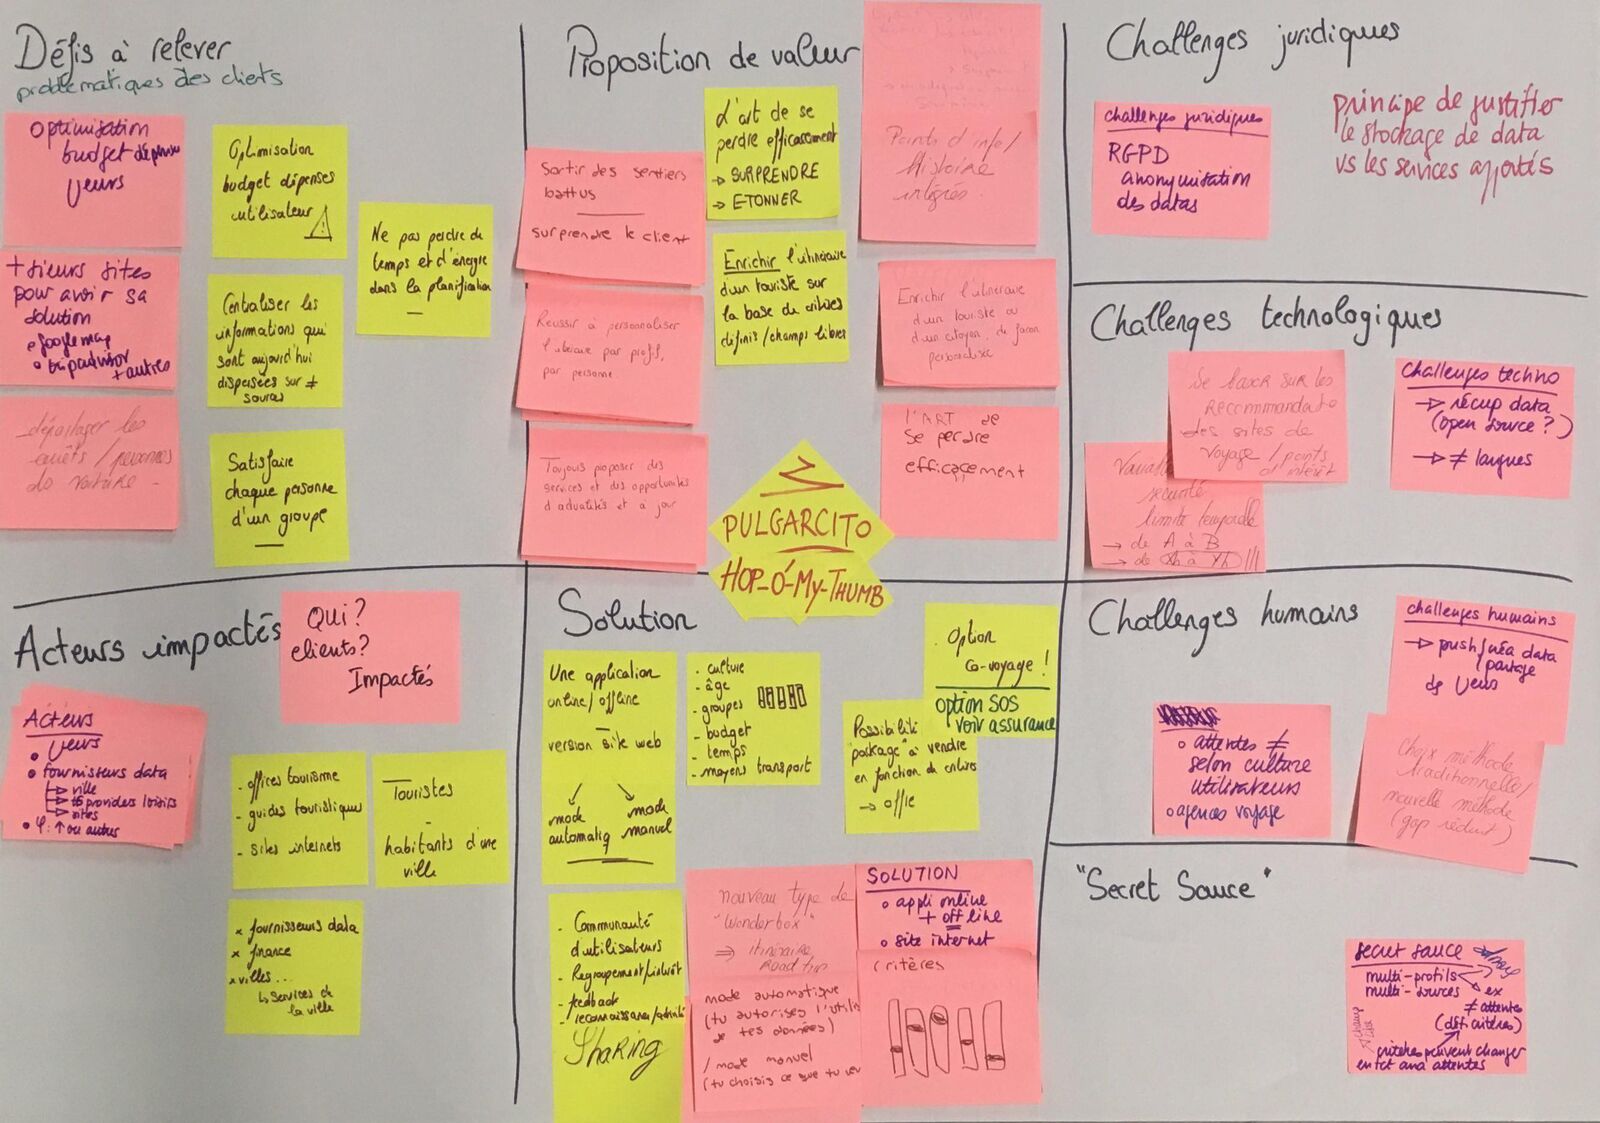 Défis à relever
problématiques des clients
Optimisation
budget dépense
Users
+sieurs sites
pour avoir sa
solution
• google map
• tripadvisor
+ autres
dépailager les
/ personnes
de voiture
Optimisation
budget dépenses
utilisateur
Centraliser les
informations qui
sont aujourd'hui
dispersées sur ≠
sources
Satisfaire
chaque personne
d'un groupe
Ne pas perdre de
temps et d'énergie
dans la planification
Proposition de valeur
Sortir des sentiers
battus
surprendre le client
Réussir à personnaliser
par profil,
par personne.
Toujours proposer des
services et des opportunités
d'actualités et à jour
L'art de se
perdre efficacement
→ SURPRENDRE
→ ETONNER
Enrichir l'itinéraire
d'un touriste sur
la base de critères
définis/champs libres
Points d'info/
Histoire
intégrés
Enrichir l'itinéraire
d'un touriste ou
d'un citoyen, de façon
personnalisée
l'ART de
se perdre
efficacement
PULGARCITO
HOP-O'-MY-THUMB
Challenges juridiques
challenges juridiques
RGPD
anonymisation
des datas
principe de justifier
le stockage de data
vs les services apportés
Challenges technologiques
Se baser sur les
recommandat°
des sites de
voyage / points
d'intérêt
sécurité
limite temporelle
→ de A à B
→ de Xh à Yh
challenges techno
→ récup data
(open source ?)
→ ≠ langues
Acteurs impactés
Qui?
clients?
Impactés
Acteurs
• Users
• fournisseurs data
→ ville
→ providers loisirs
→ sites
ou autres
- offices tourisme
- guides touristiques
- sites internets
- Touristes
- habitants d'une
ville
x fournisseurs data
x finance
x villes...
↳ services de
la ville
Solution
Une application
online/offline
version site web
mode
automatiq
mode
manuel
- culture
- âge
- groupes
- budget
- temps
- moyens transport
. Option
co-voyage !
option SOS
voir assurance
Possibilité
"package" à vendre
en fonction de critères
→ offre
- Communauté
d'utilisateurs
- Regroupement/intérêt
- feedback
- reconnaissance/
Sharing
nouveau type de
"Wonderbox"
⇒ itinéraire
Road trip
mode automatique
(tu autorises l'utilis
de tes données)
/ mode manuel
(tu choisis ce que tu veux
SOLUTION
• appli online
+ off line
• site internet
critères
Challenges humains
challenges humains
→ push/réa data
/partage
de Users
• attentes ≠
selon culture
utilisateurs
• agences voyage
Choix méthode
traditionnelle/
nouvelle méthode
(gap réduit)
"Secret Sauce"
secret sauce
multi-profils
multi-sources
ex
≠ attentes
(dét critères)
critères peuvent changer
en fct aux attentes